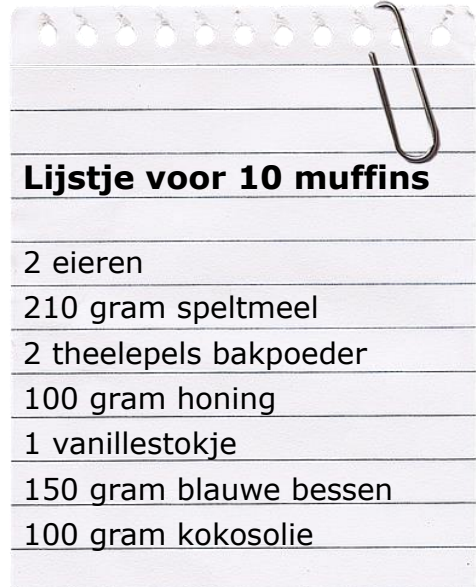 Lijstje voor 10 muffins
2 eieren
210 gram speltmeel
2 theelepels bakpoeder
100 gram honing
1 vanillestokje
150 gram blauwe bessen
100 gram kokosolie